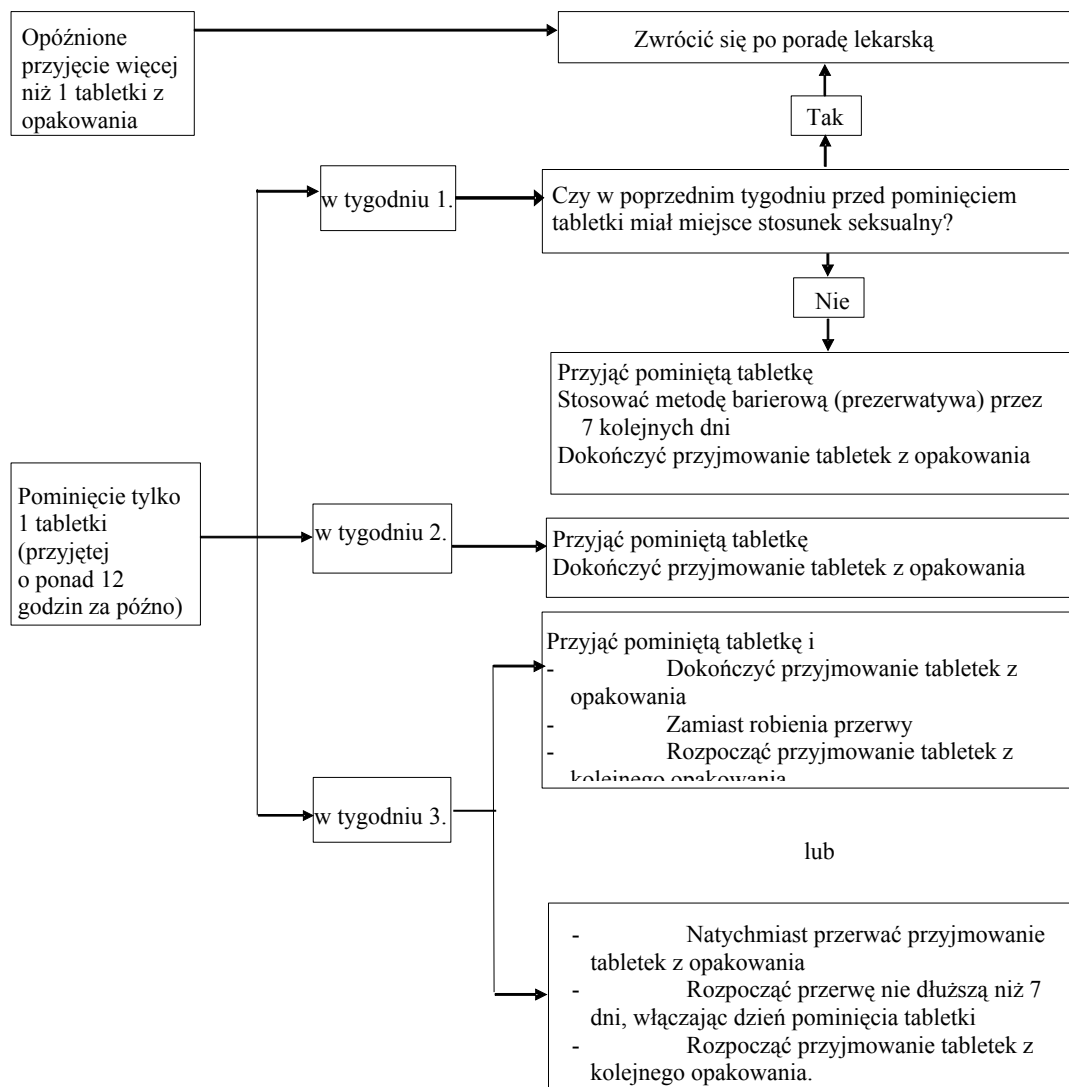 Opóźnione
przyjęcie więcej
niż 1 tabletki z
opakowania
Zwrócić się po poradę lekarską
Tak
w tygodniu 1.
Czy w poprzednim tygodniu przed pominięciem
tabletki miał miejsce stosunek seksualny?
Nie
Przyjąć pominiętą tabletkę
Stosować metodę barierową (prezerwatywa) przez
7 kolejnych dni
Dokończyć przyjmowanie tabletek z opakowania
Pominięcie tylko
1 tabletki
(przyjętej
o ponad 12
godzin za późno)
w tygodniu 2.
Przyjąć pominiętą tabletkę
Dokończyć przyjmowanie tabletek z opakowania
w tygodniu 3.
Przyjąć pominiętą tabletkę i
- Dokończyć przyjmowanie tabletek z
opakowania
- Zamiast robienia przerwy
- Rozpocząć przyjmowanie tabletek z
kolejnego opakowania
lub
- Natychmiast przerwać przyjmowanie
tabletek z opakowania
- Rozpocząć przerwę nie dłuższą niż 7
dni, włączając dzień pominięcia tabletki
- Rozpocząć przyjmowanie tabletek z
kolejnego opakowania.